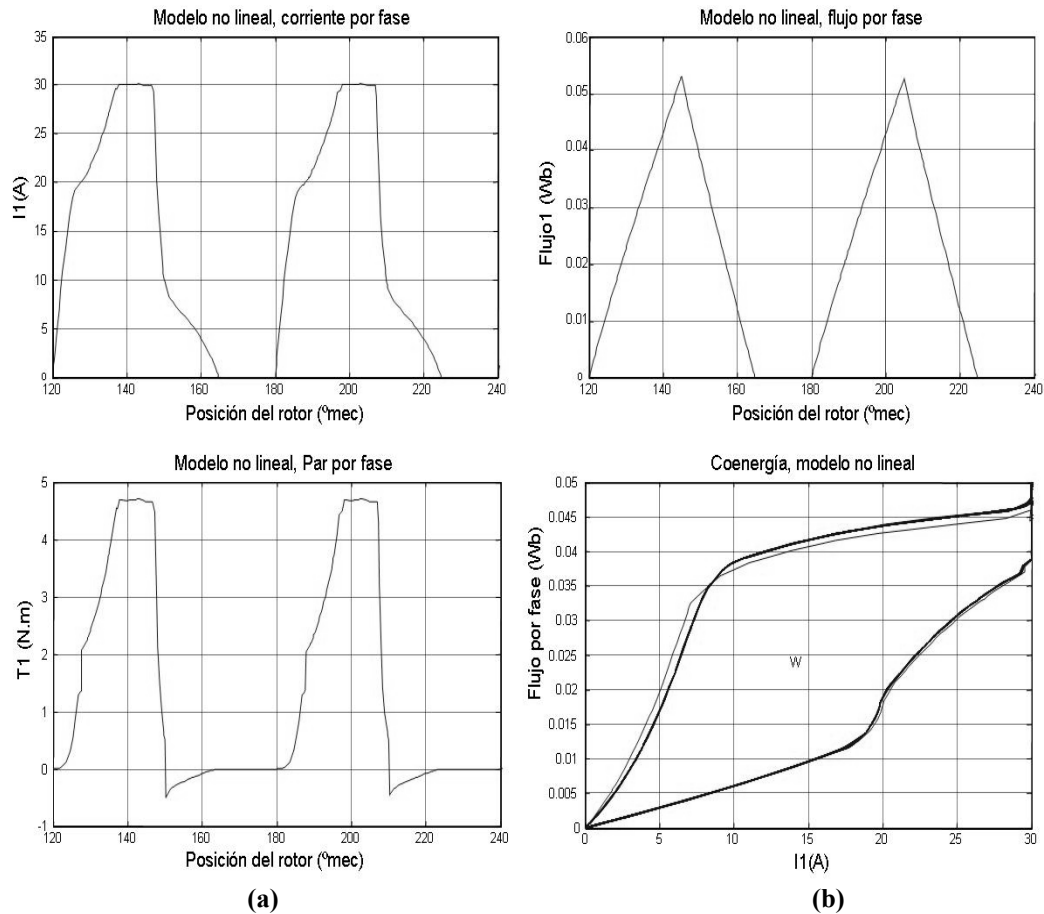 Modelo no lineal, corriente por fase
35
30
25
20
15
10
5
0
I1(A)
120 140 160 180 200 220 240
Posición del rotor (ºmec)
Modelo no lineal, flujo por fase
0.06
0.05
0.04
0.03
0.02
0.01
0
Flujo1 (Wb)
120 140 160 180 200 220 240
Posición del rotor (ºmec)
Modelo no lineal, Par por fase
5
4
3
2
1
0
-1
T1 (N.m)
120 140 160 180 200 220 240
Posición del rotor (ºmec)
(a)
Coenergía, modelo no lineal
0.05
0.045
0.04
0.035
0.03
0.025
0.02
0.015
0.01
0.005
0
Flujo por fase (Wb)
W
0 5 10 15 20 25 30
I1(A)
(b)